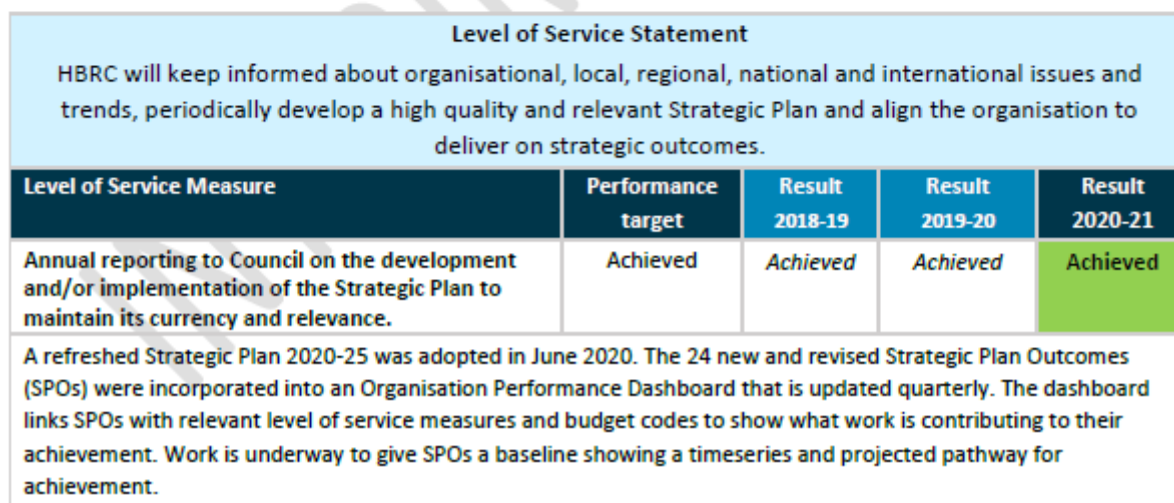 Level of Service Statement
HBRC will keep informed about organisational, local, regional, national and international issues and
trends, periodically develop a high quality and relevant Strategic Plan and align the organisation to
deliver on strategic outcomes.
Level of Service Measure
Performance
target
Result
2018-19
Result
2019-20
Result
2020-21
Annual reporting to Council on the development
and/or implementation of the Strategic Plan to
maintain its currency and relevance.
Achieved
Achieved
Achieved
Achieved
A refreshed Strategic Plan 2020-25 was adopted in June 2020. The 24 new and revised Strategic Plan Outcomes
(SPOs) were incorporated into an Organisation Performance Dashboard that is updated quarterly. The dashboard
links SPOs with relevant level of service measures and budget codes to show what work is contributing to their
achievement. Work is underway to give SPOs a baseline showing a timeseries and projected pathway for
achievement.